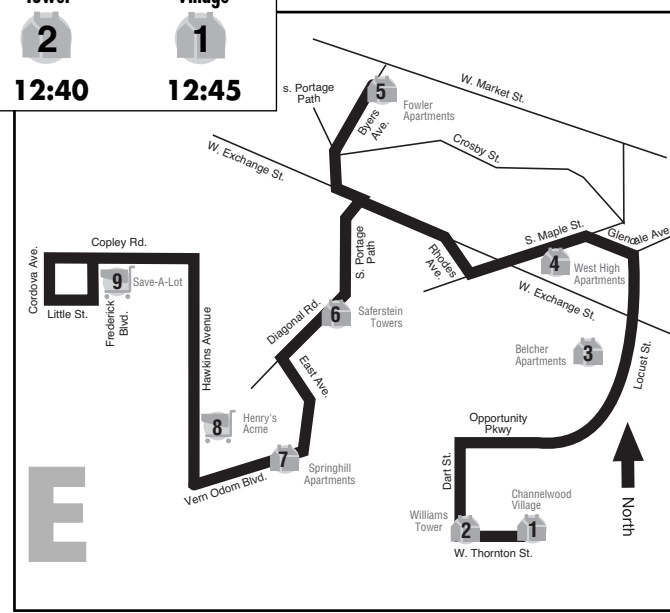 2
1
12:40
12:45
s. Portage
Path
W. Market St.
5
Fowler
Apartments
Byers
Ave.
Crosby St.
W. Exchange St.
S. Maple St.
Glendale Ave
Cordova Ave.
Copley Rd.
S. Portage
Path
Rhodes
Ave.
4
West High
Apartments
9
Save-A-Lot
W. Exchange St.
Little St.
Frederick
Blvd.
Hawkins Avenue
Diagonal Rd.
6
Saferstein
Towers
Belcher
Apartments
3
Locust St.
East Ave.
8
Henry's
Acme
Opportunity
Pkwy
7
Springhill
Apartments
Vern Odom Blvd.
Dart St.
Channelwood
Village
Williams
Tower
2
1
W. Thornton St.
North
E